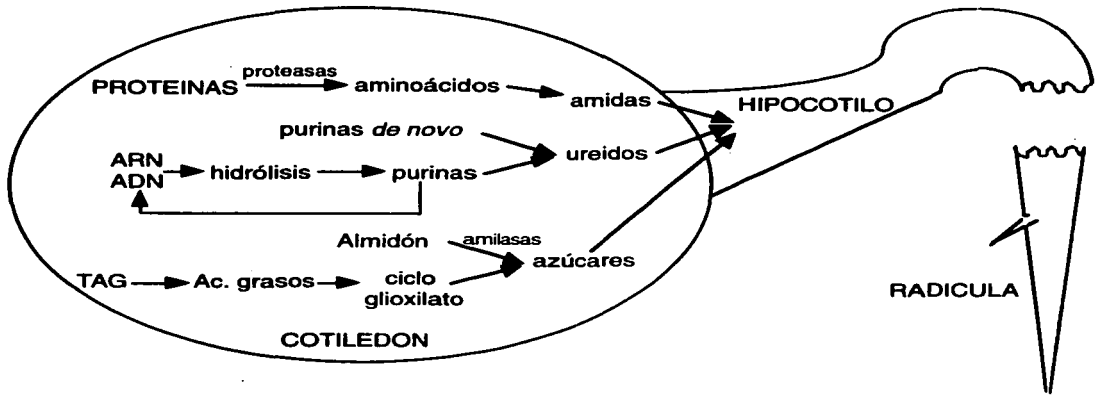 PROTEINAS proteasas aminoácidos amidas HIPOCOTILO
purinas de novo
ureidos
ARN
ADN hidrólisis purinas
Almidón amilasas
azúcares
TAG Ac. grasos ciclo
glioxilato
RADICULA
COTILEDON